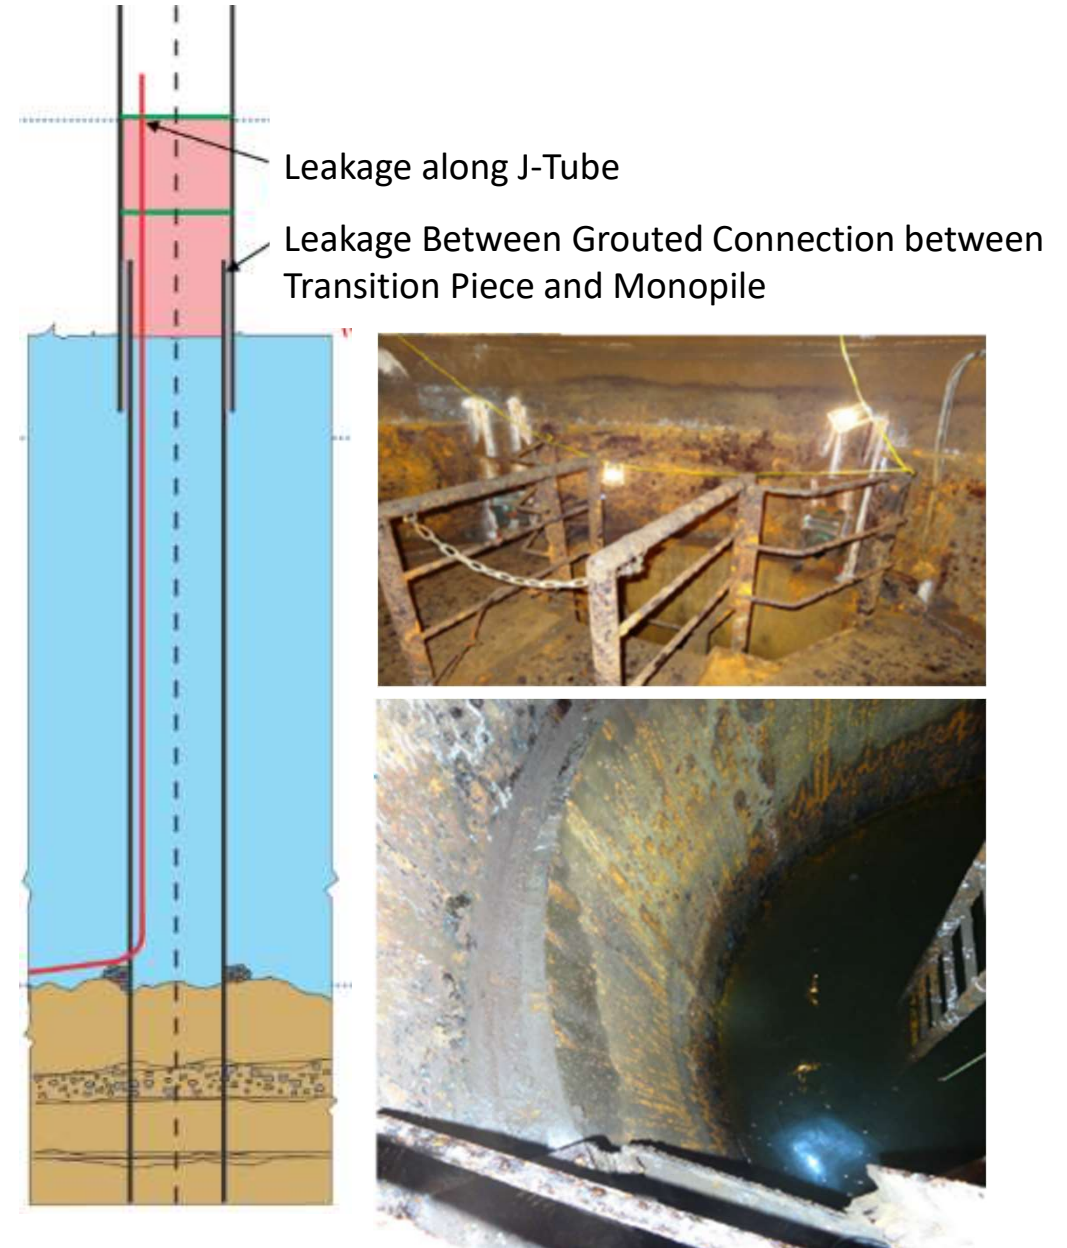 Leakage along J-Tube
Leakage Between Grouted Connection between
Transition Piece and Monopile